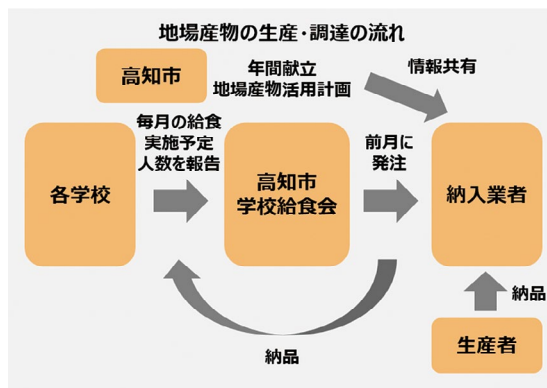 地場産物の生産・調達の流れ
高知市
年間献立
地場産物活用計画
情報共有
毎月の給食
実施予定
人数を報告
前月に
発注
各学校
高知市
学校給食会
納入業者
納品
生産者
納品